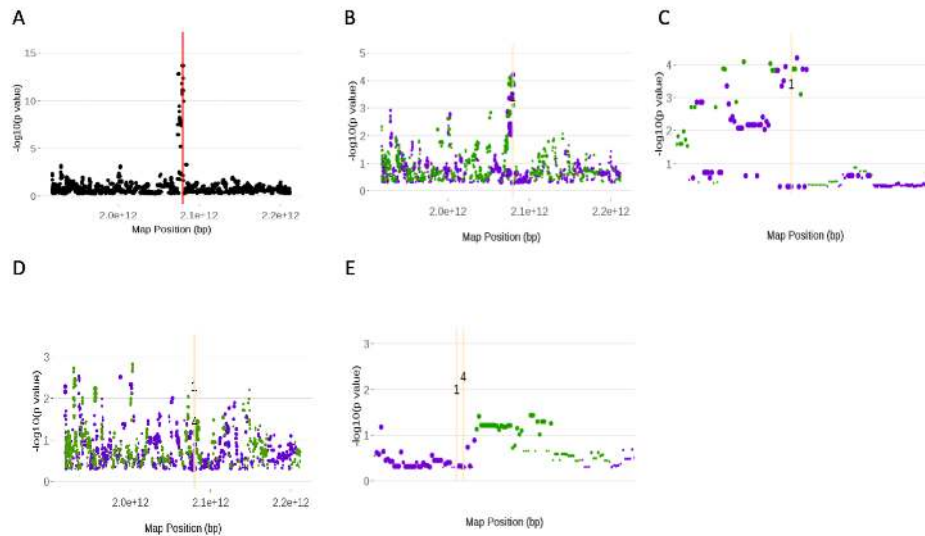 A
B
C
-log10(p value)
15
10
5
0
2.0e+12
2.1e+12
2.2e+12
Map Position (bp)
-log10(p value)
5
4
3
2
1
0
2.0e+12
2.1e+12
2.2e+12
Map Position (bp)
-log10(p value)
4
3
2
1
0
1
Map Position (bp)
D
E
-log10(p value)
3
2
1
0
4
2.0e+12
2.1e+12
2.2e+12
Map Position (bp)
-log10(p value)
3
2
1
0
1
4
Map Position (bp)